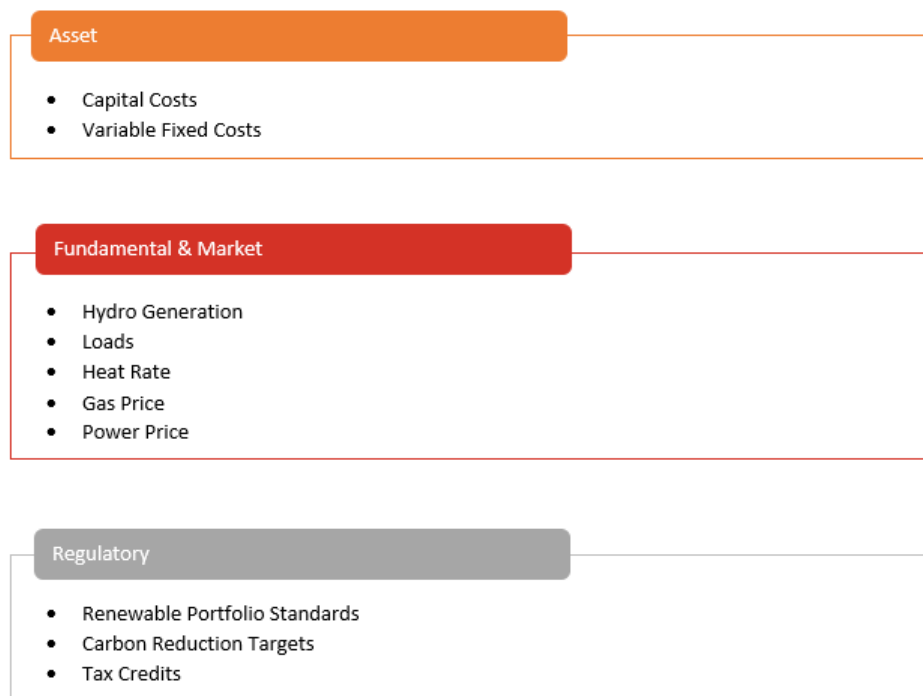 Asset
• Capital Costs
• Variable Fixed Costs
Fundamental & Market
• Hydro Generation
• Loads
• Heat Rate
• Gas Price
• Power Price
Regulatory
• Renewable Portfolio Standards
• Carbon Reduction Targets
• Tax Credits